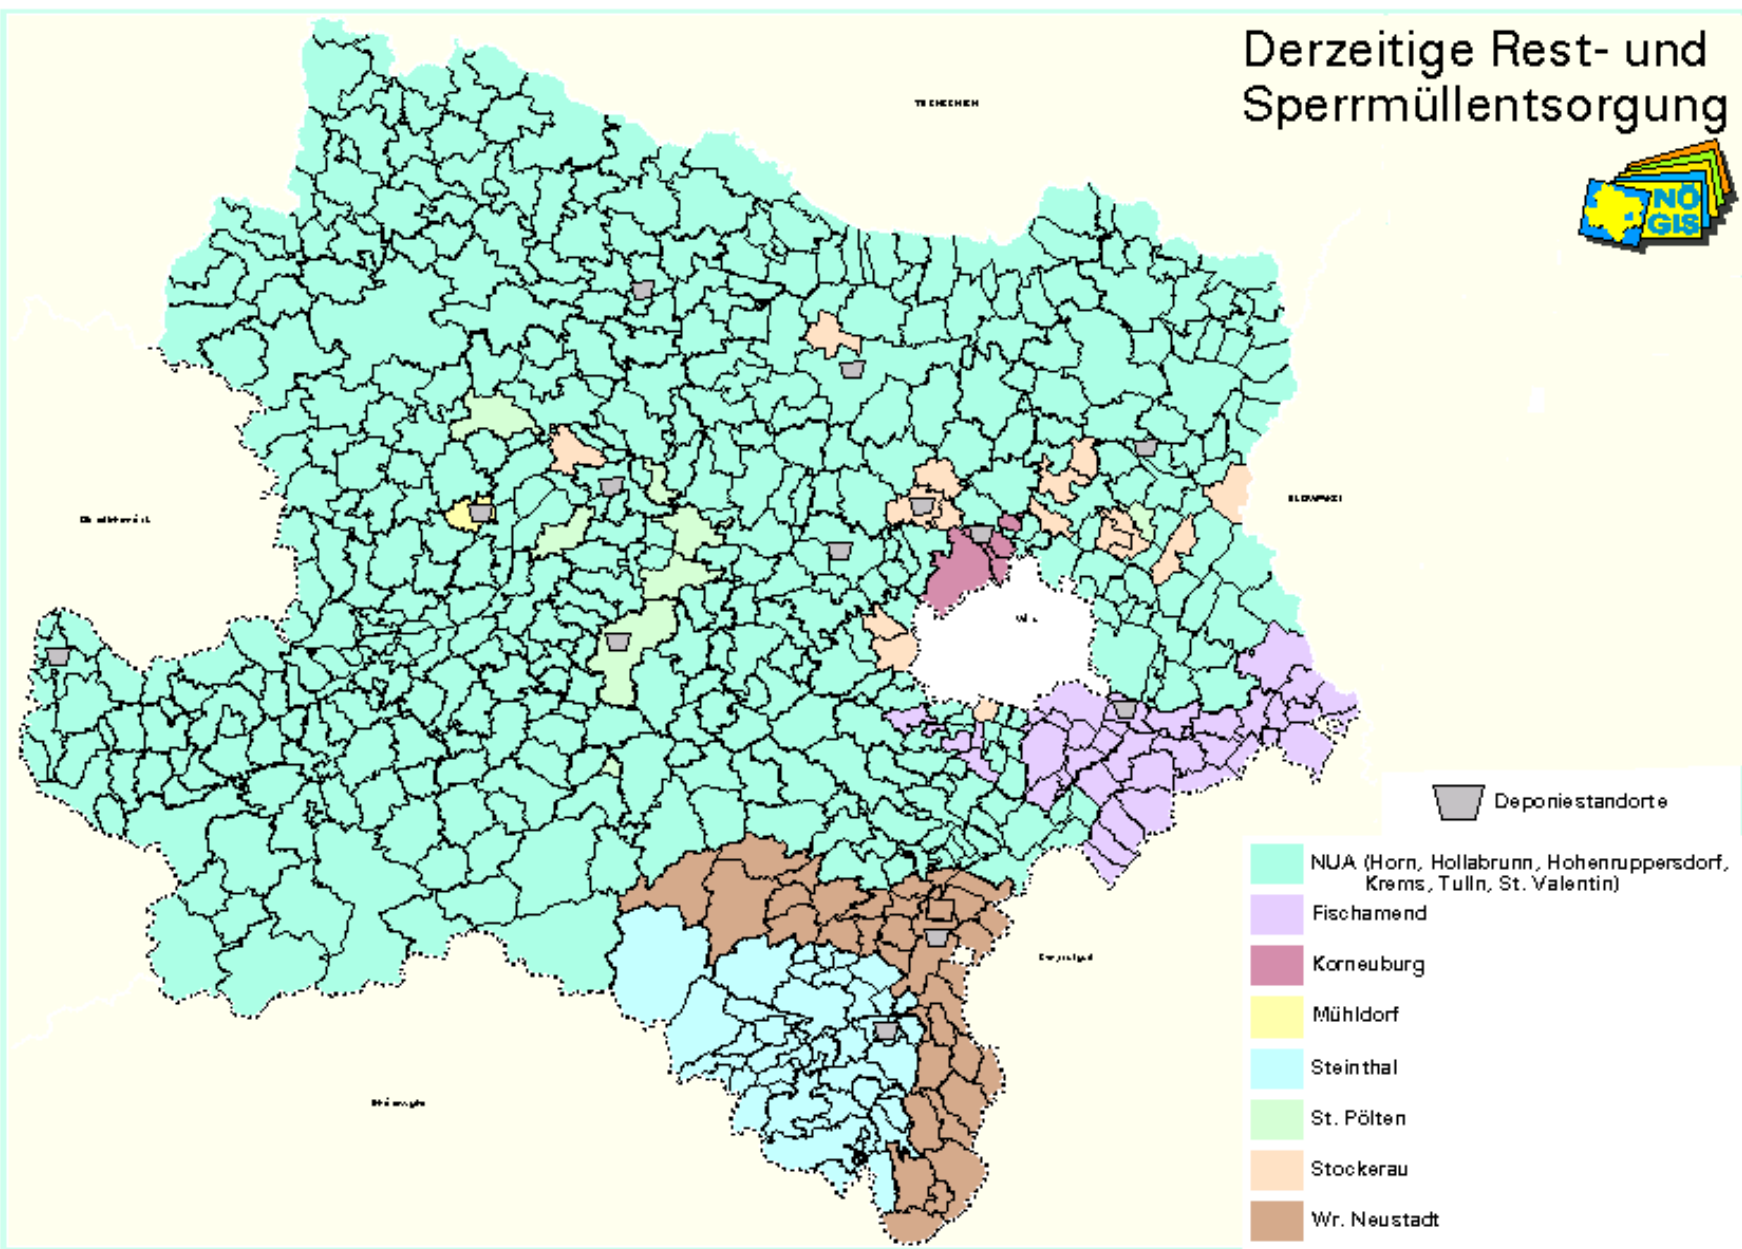 Derzeitige Rest- und
Sperrmüllentsorgung
NÖ
GIS
TSCHECHIEN
Deponiestandorte
NUA (Horn, Hollabrunn, Hohenruppersdorf,
Krems, Tulln, St. Valentin)
Fischamend
Korneuburg
Mühldorf
Steinthal
St. Pölten
Stockerau
Wr. Neustadt